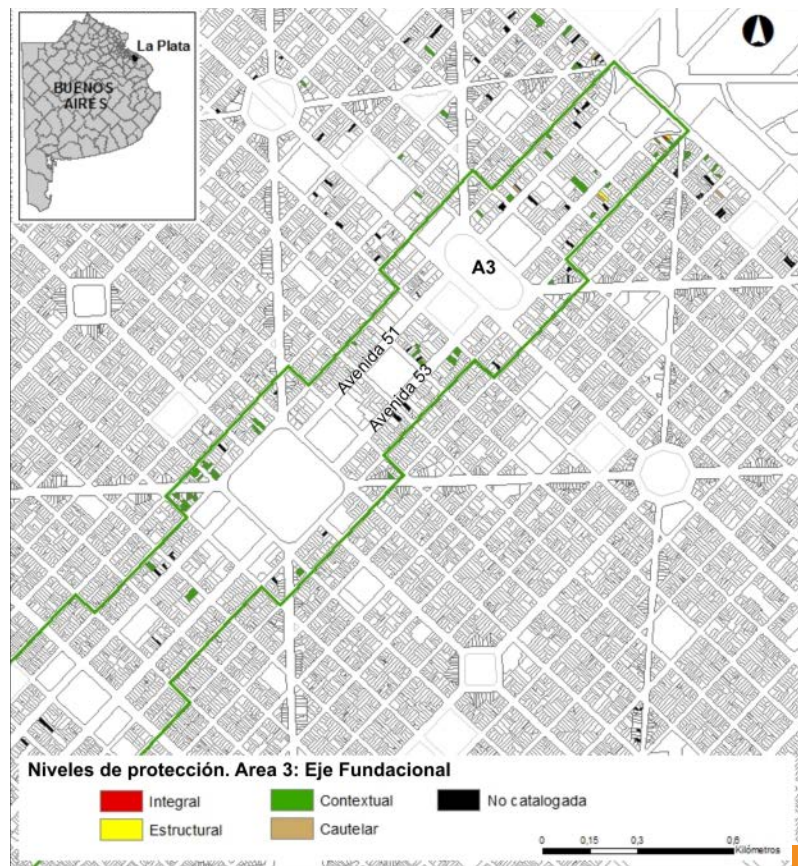 La Plata
BUENOS
AIRES
A3
Avenida 51
Avenida 53
Niveles de protección. Area 3: Eje Fundacional
Integral
Contextual
No catalogada
Estructural
Cautelar
0 0,15 0,3 0,6
Kilómetros